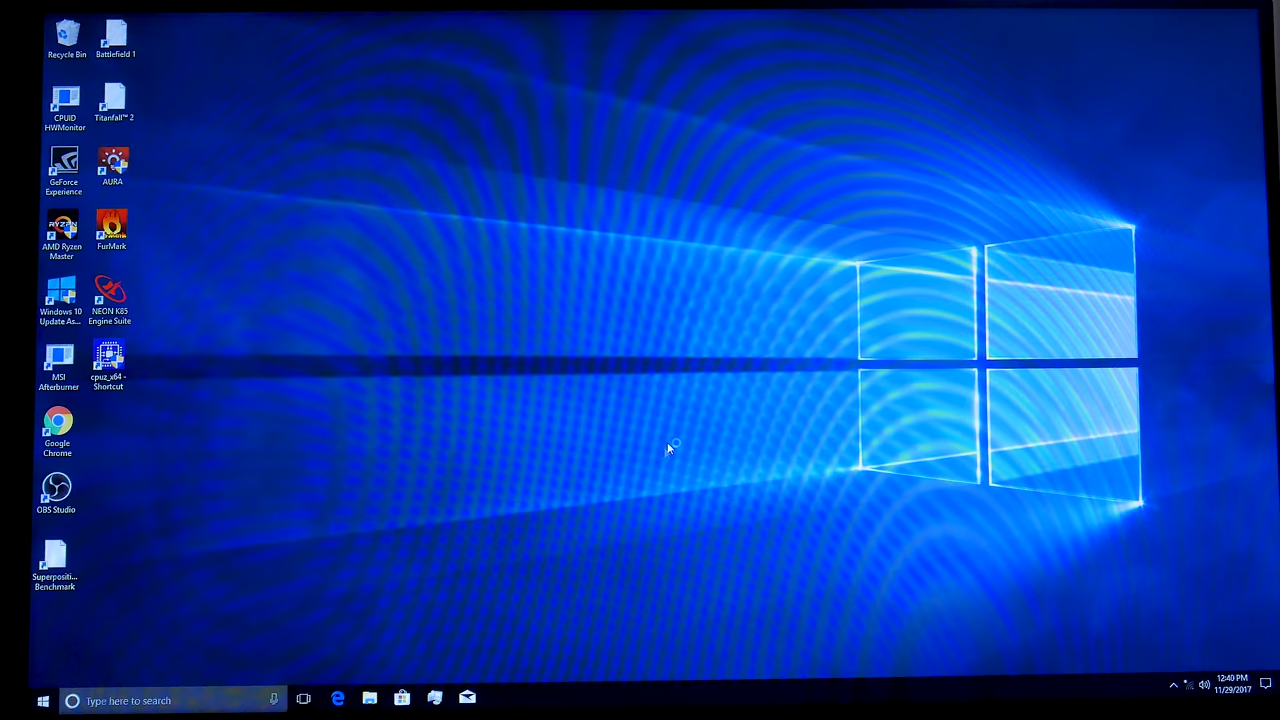 Recycle Bin
Battlefield 1
CPUID
HWMonitor
Titanfall™ 2
GeForce
Experience
AURA
RYZEN
AMD Ryzen
Master
FurMark
Windows 10
Update As...
NEON K85
Engine Suite
MSI
Afterburner
cpuz_x64 -
Shortcut
Google
Chrome
OBS Studio
Superpositi...
Benchmark
Type here to search
12:40 PM
11/29/2017